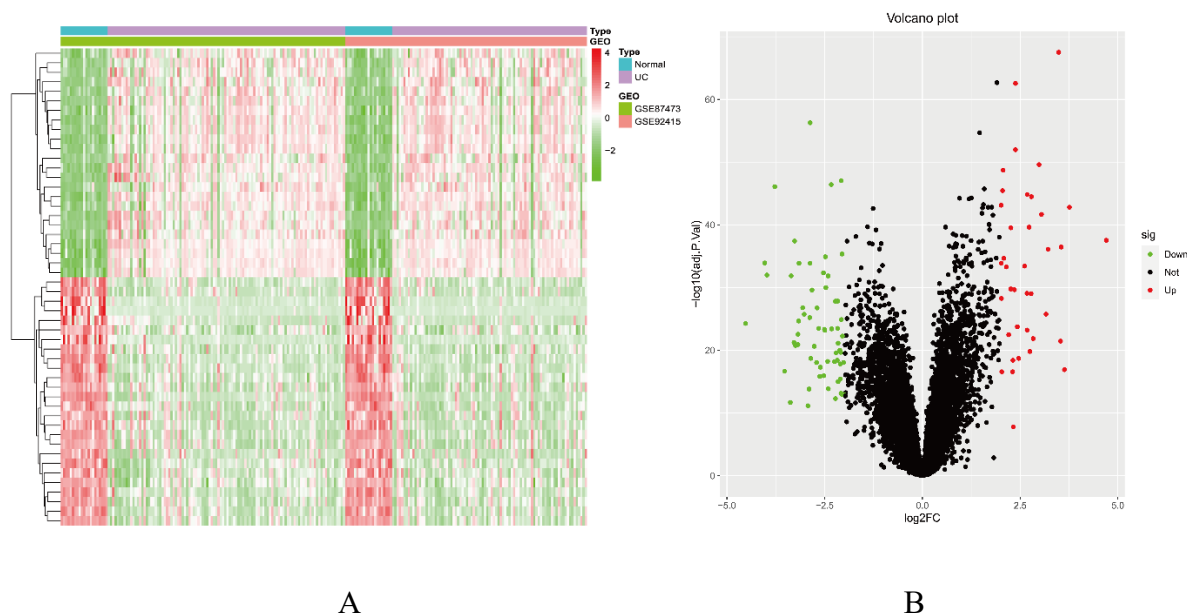 Type
GEO
4
2
0
−2
Type
Normal
UC
GEO
GSE87473
GSE92415
A
Volcano plot
60
40
20
0
−log10(adj.P.Val)
−5.0
−2.5
0.0
2.5
5.0
log2FC
sig
Down
Not
Up
B